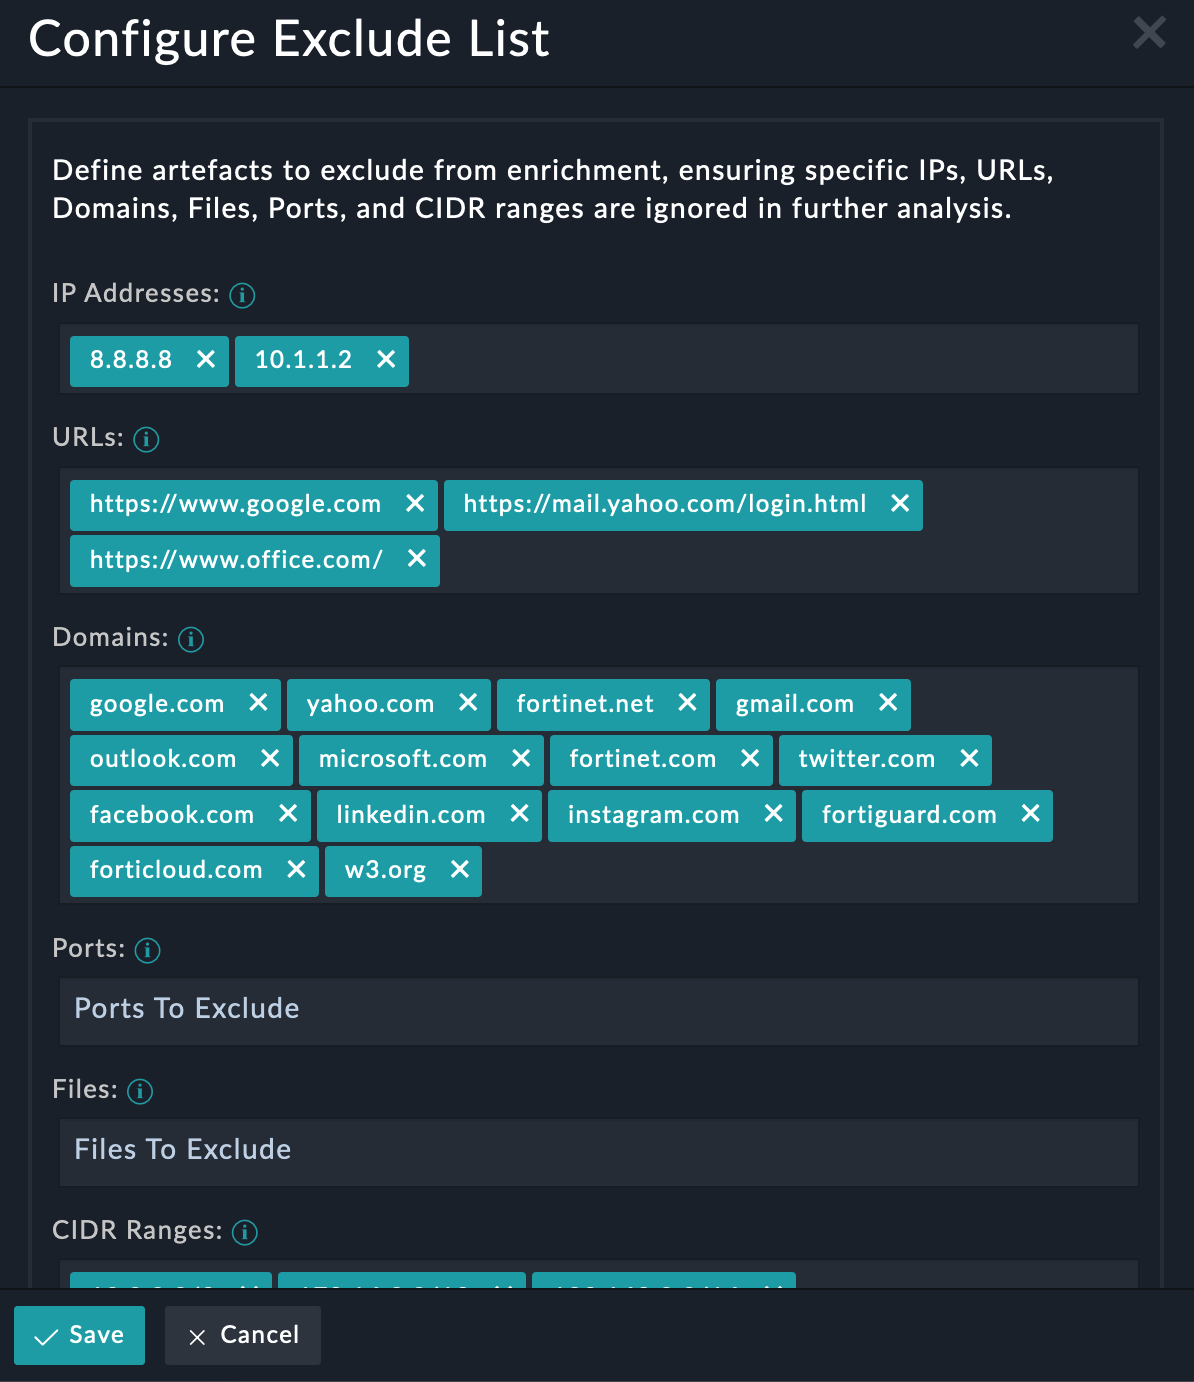 Configure Exclude List
Define artefacts to exclude from enrichment, ensuring specific IPs, URLs,
Domains, Files, Ports, and CIDR ranges are ignored in further analysis.
IP Addresses:
8.8.8.8 10.1.1.2
URLs:
https://www.google.com https://mail.yahoo.com/login.html
https://www.office.com/
Domains:
google.com yahoo.com fortinet.net gmail.com
outlook.com microsoft.com fortinet.com twitter.com
facebook.com linkedin.com instagram.com fortiguard.com
forticloud.com w3.org
Ports:
Ports To Exclude
Files:
Files To Exclude
CIDR Ranges:
Save Cancel